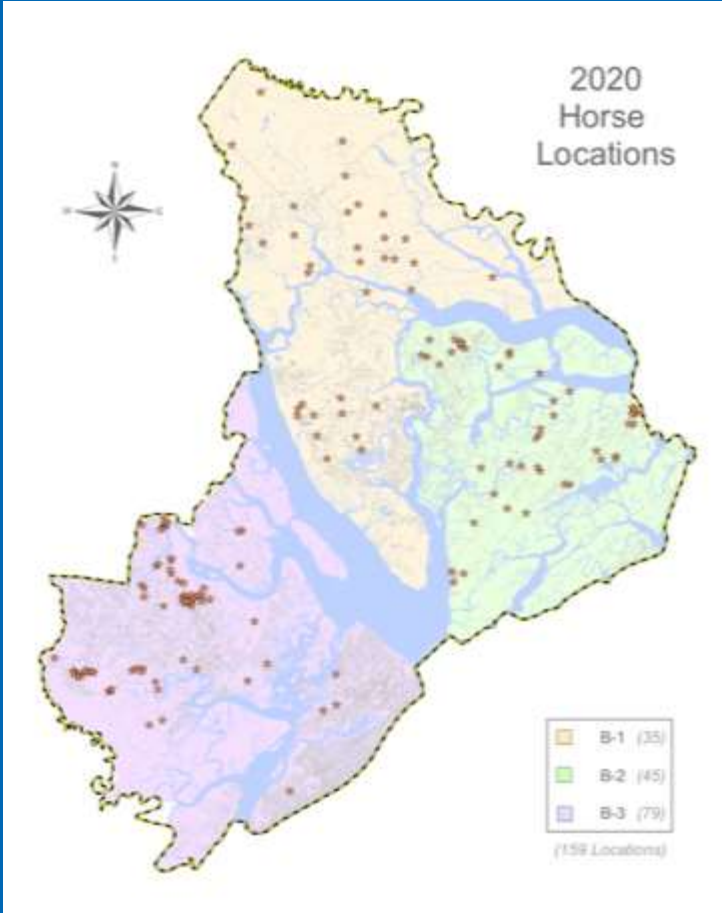 2020
Horse
Locations
N
B-1 (35)
B-2 (45)
B-3 (79)
(159 Locations)